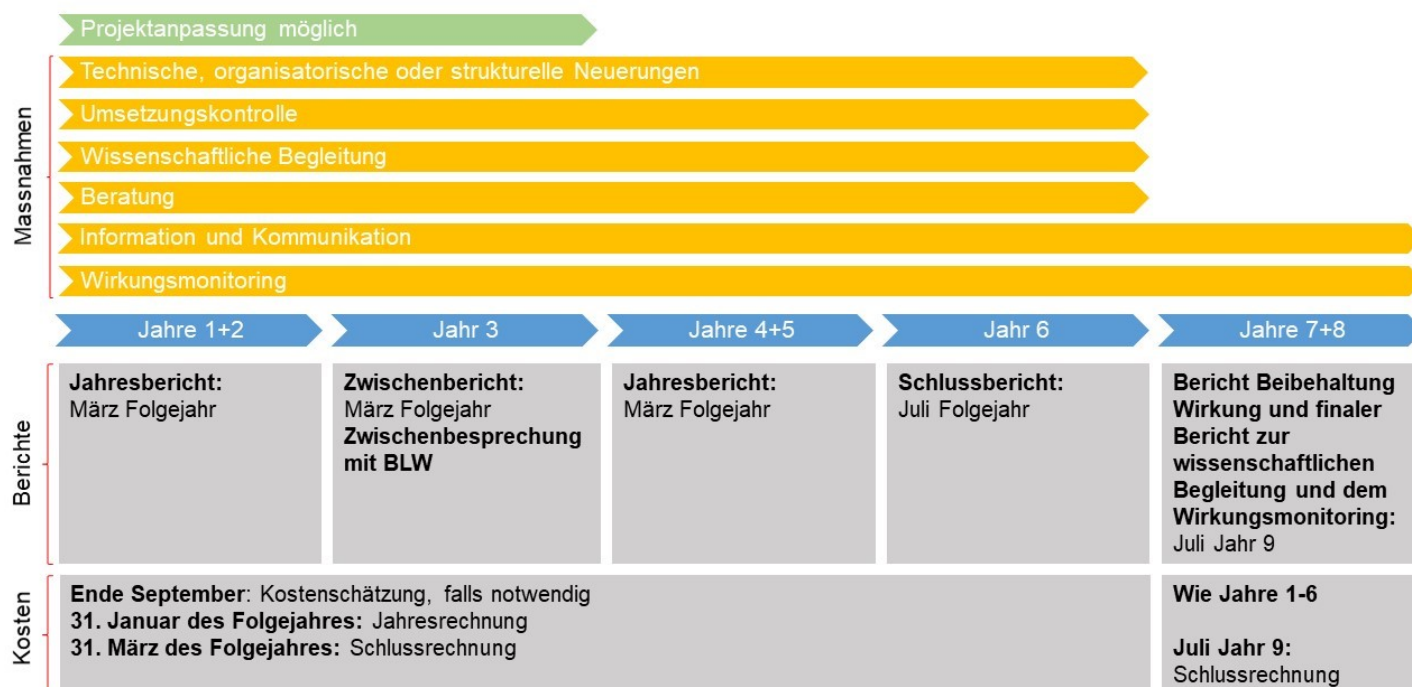 Projektanpassung möglich
Massnahmen
Technische, organisatorische oder strukturelle Neuerungen
Umsetzungskontrolle
Wissenschaftliche Begleitung
Beratung
Information und Kommunikation
Wirkungsmonitoring
Jahre 1+2
Jahr 3
Jahre 4+5
Jahr 6
Jahre 7+8
Berichte
Jahresbericht:
März Folgejahr
Zwischenbericht:
März Folgejahr
Zwischenbesprechung
mit BLW
Jahresbericht:
März Folgejahr
Schlussbericht:
Juli Folgejahr
Bericht Beibehaltung
Wirkung und finaler
Bericht zur
wissenschaftlichen
Begleitung und dem
Wirkungsmonitoring:
Juli Jahr 9
Kosten
Ende September: Kostenschätzung, falls notwendig
31. Januar des Folgejahres: Jahresrechnung
31. März des Folgejahres: Schlussrechnung
Wie Jahre 1-6
Juli Jahr 9:
Schlussrechnung